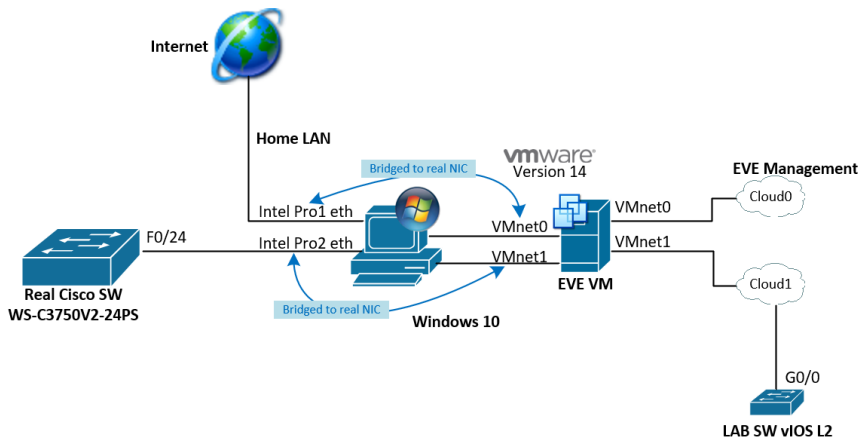 Internet
Home LAN
Bridged to real NIC
vmware®
Version 14
EVE Management
Cloud0
VMnet0
Intel Pro1 eth
VMnet0
F0/24
Intel Pro2 eth
VMnet1
VMnet1
Real Cisco SW
WS-C3750V2-24PS
EVE VM
Cloud1
Bridged to real NIC
Windows 10
G0/0
LAB SW vIOS L2